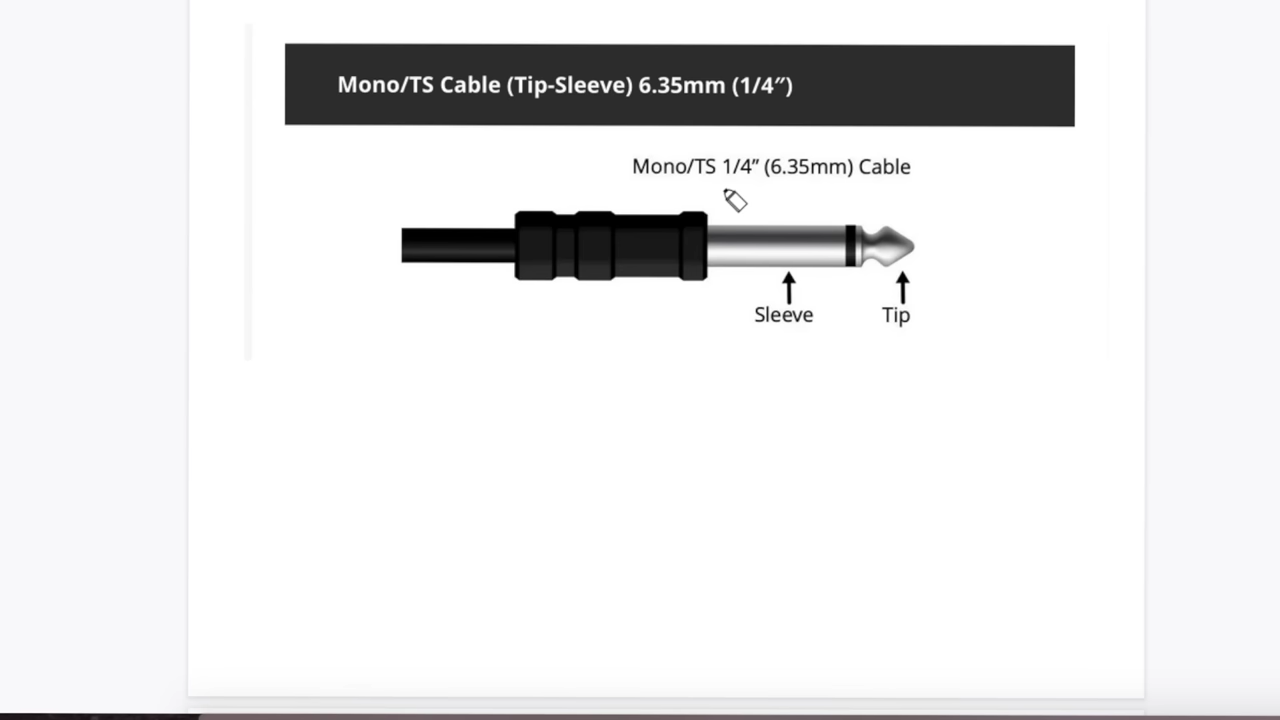 Mono/TS Cable (Tip-Sleeve) 6.35mm (1/4″)
Mono/TS 1/4” (6.35mm) Cable
Sleeve
Tip